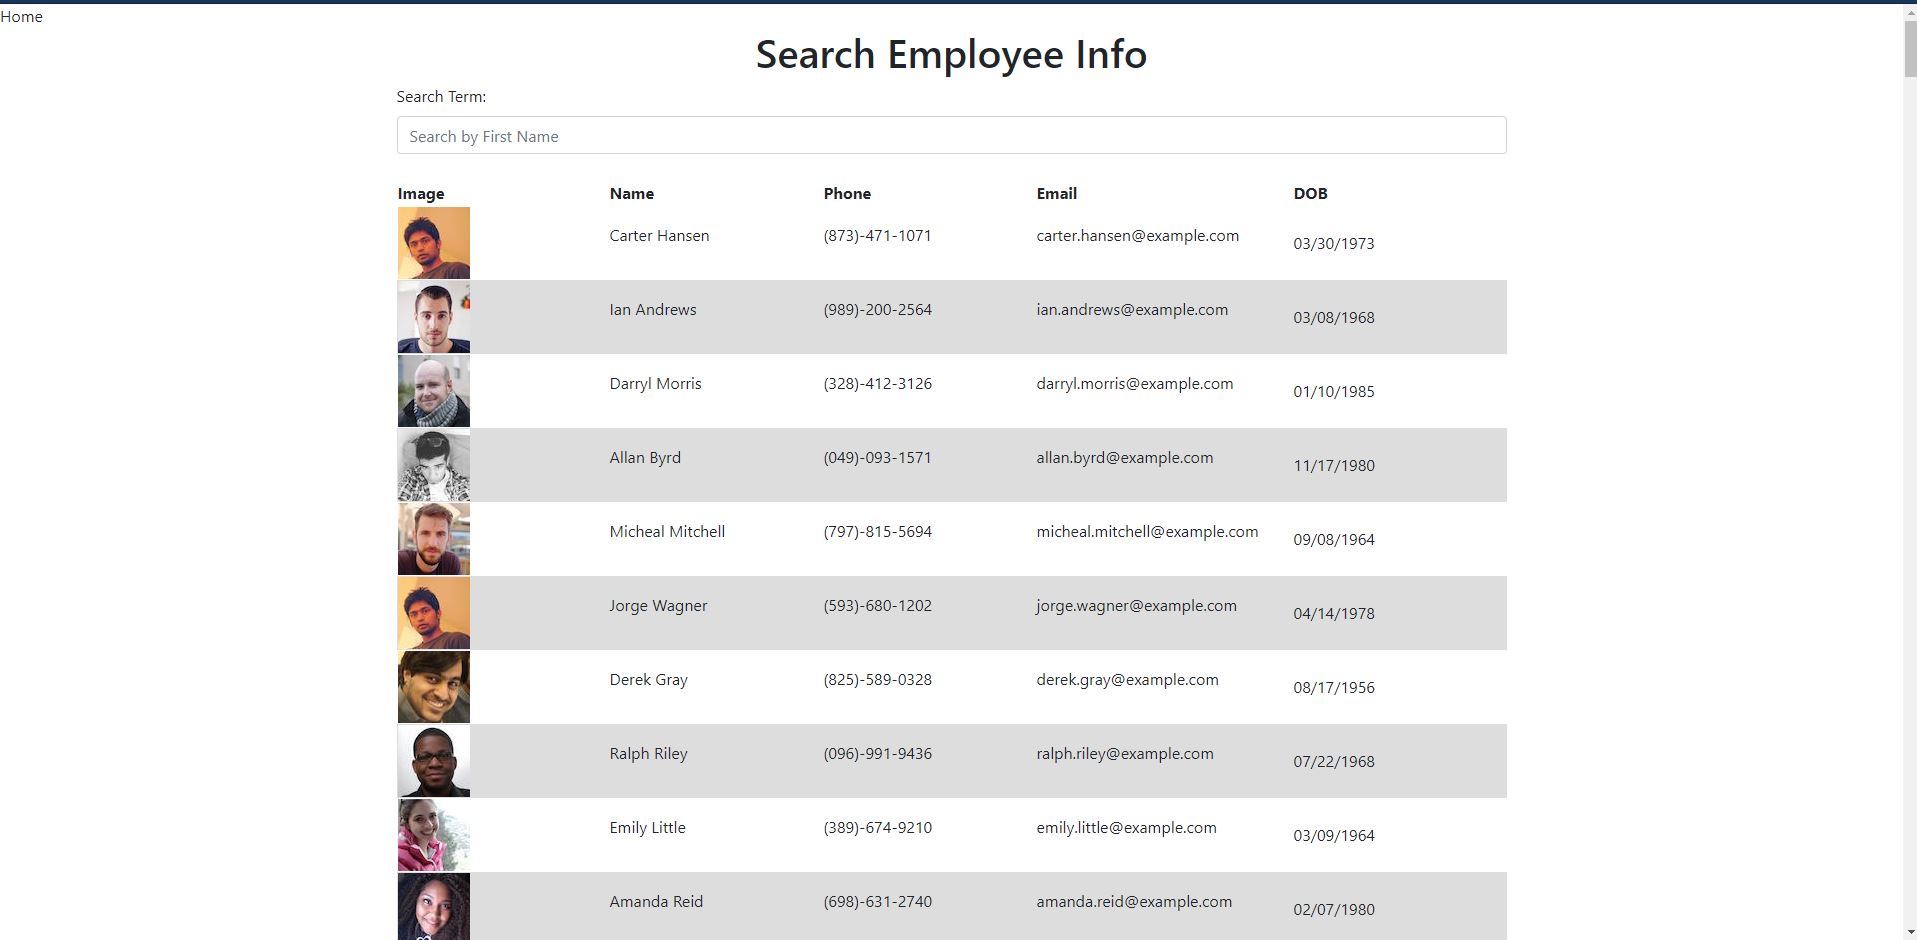 Home
Search Employee Info
Search Term:
Search by First Name
Image Name Phone Email DOB
Carter Hansen (873)-471-1071 carter.hansen@example.com 03/30/1973
Ian Andrews (989)-200-2564 ian.andrews@example.com 03/08/1968
Darryl Morris (328)-412-3126 darryl.morris@example.com 01/10/1985
Allan Byrd (049)-093-1571 allan.byrd@example.com 11/17/1980
Micheal Mitchell (797)-815-5694 micheal.mitchell@example.com 09/08/1964
Jorge Wagner (593)-680-1202 jorge.wagner@example.com 04/14/1978
Derek Gray (825)-589-0328 derek.gray@example.com 08/17/1956
Ralph Riley (096)-991-9436 ralph.riley@example.com 07/22/1968
Emily Little (389)-674-9210 emily.little@example.com 03/09/1964
Amanda Reid (698)-631-2740 amanda.reid@example.com 02/07/1980